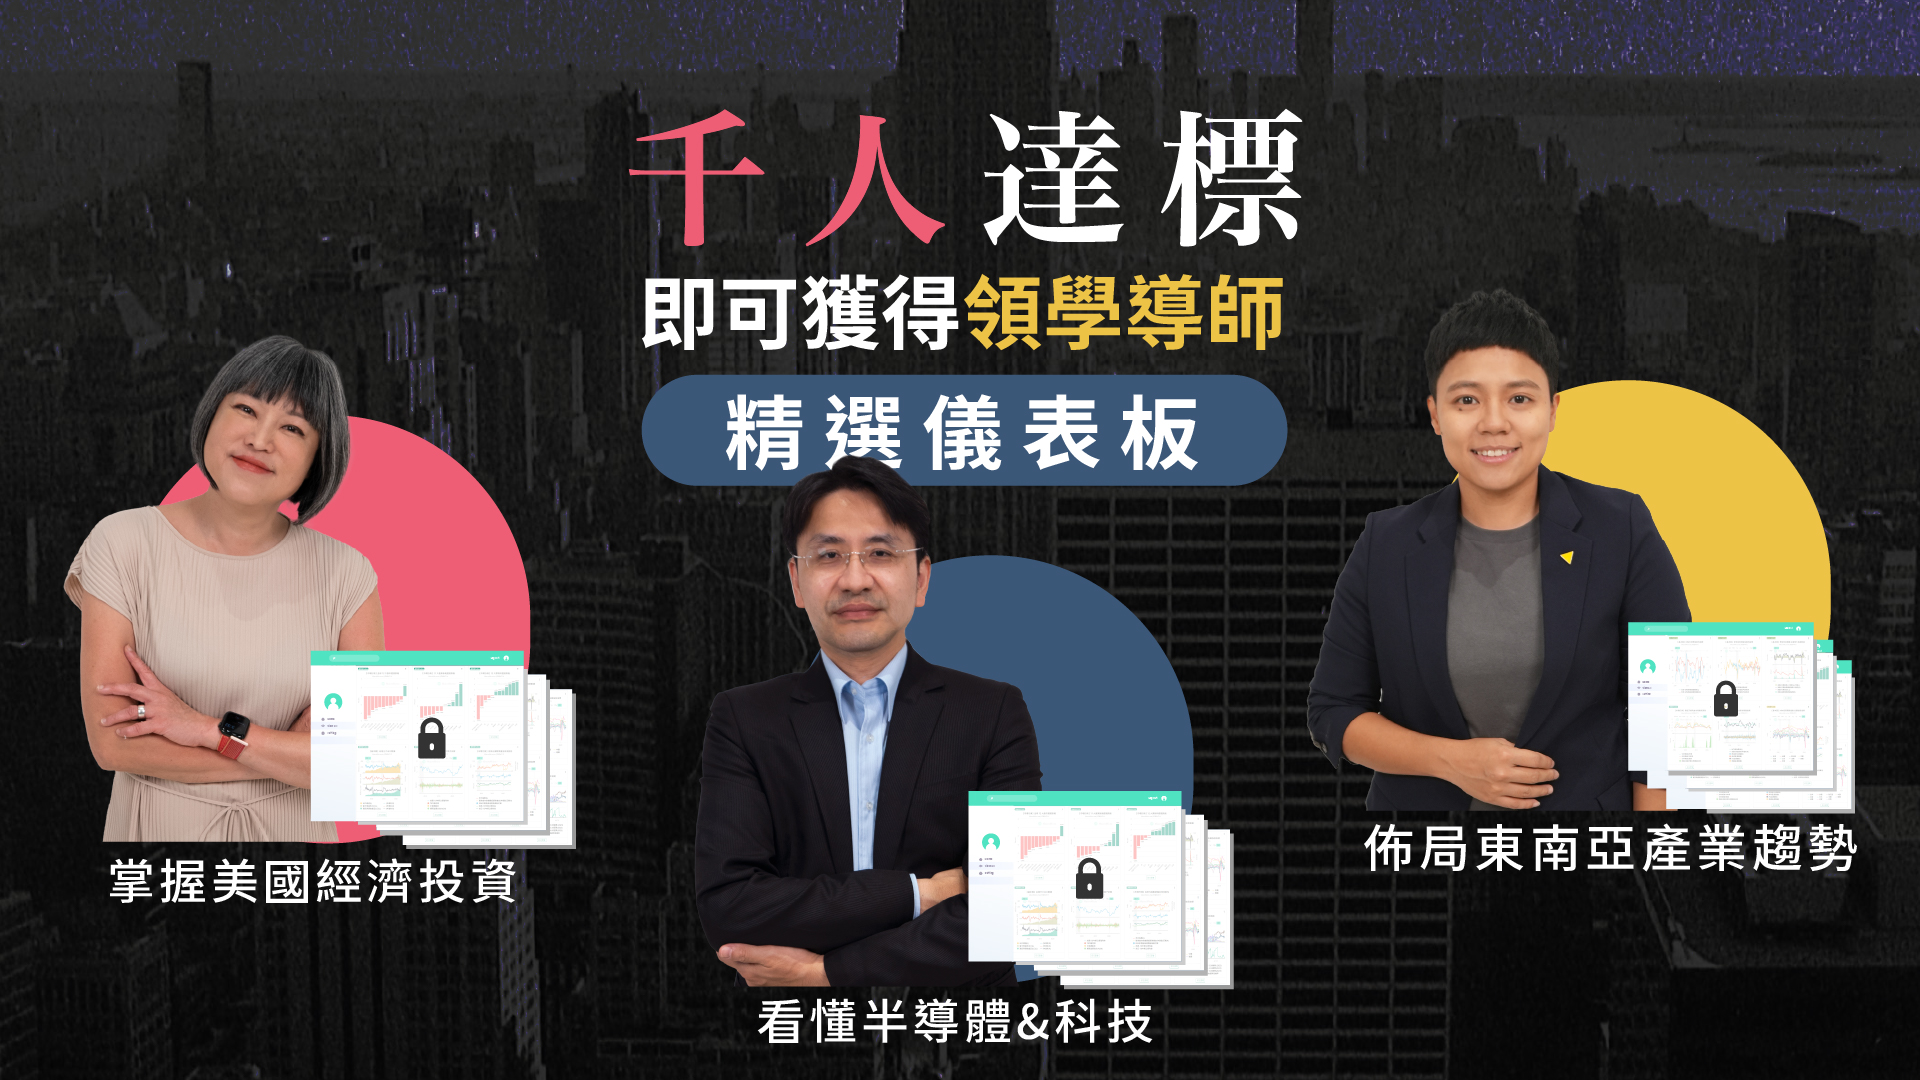 千人達標
即可獲得領學導師
精選儀表板
掌握美國經濟投資
看懂半導體&科技
佈局東南亞產業趨勢